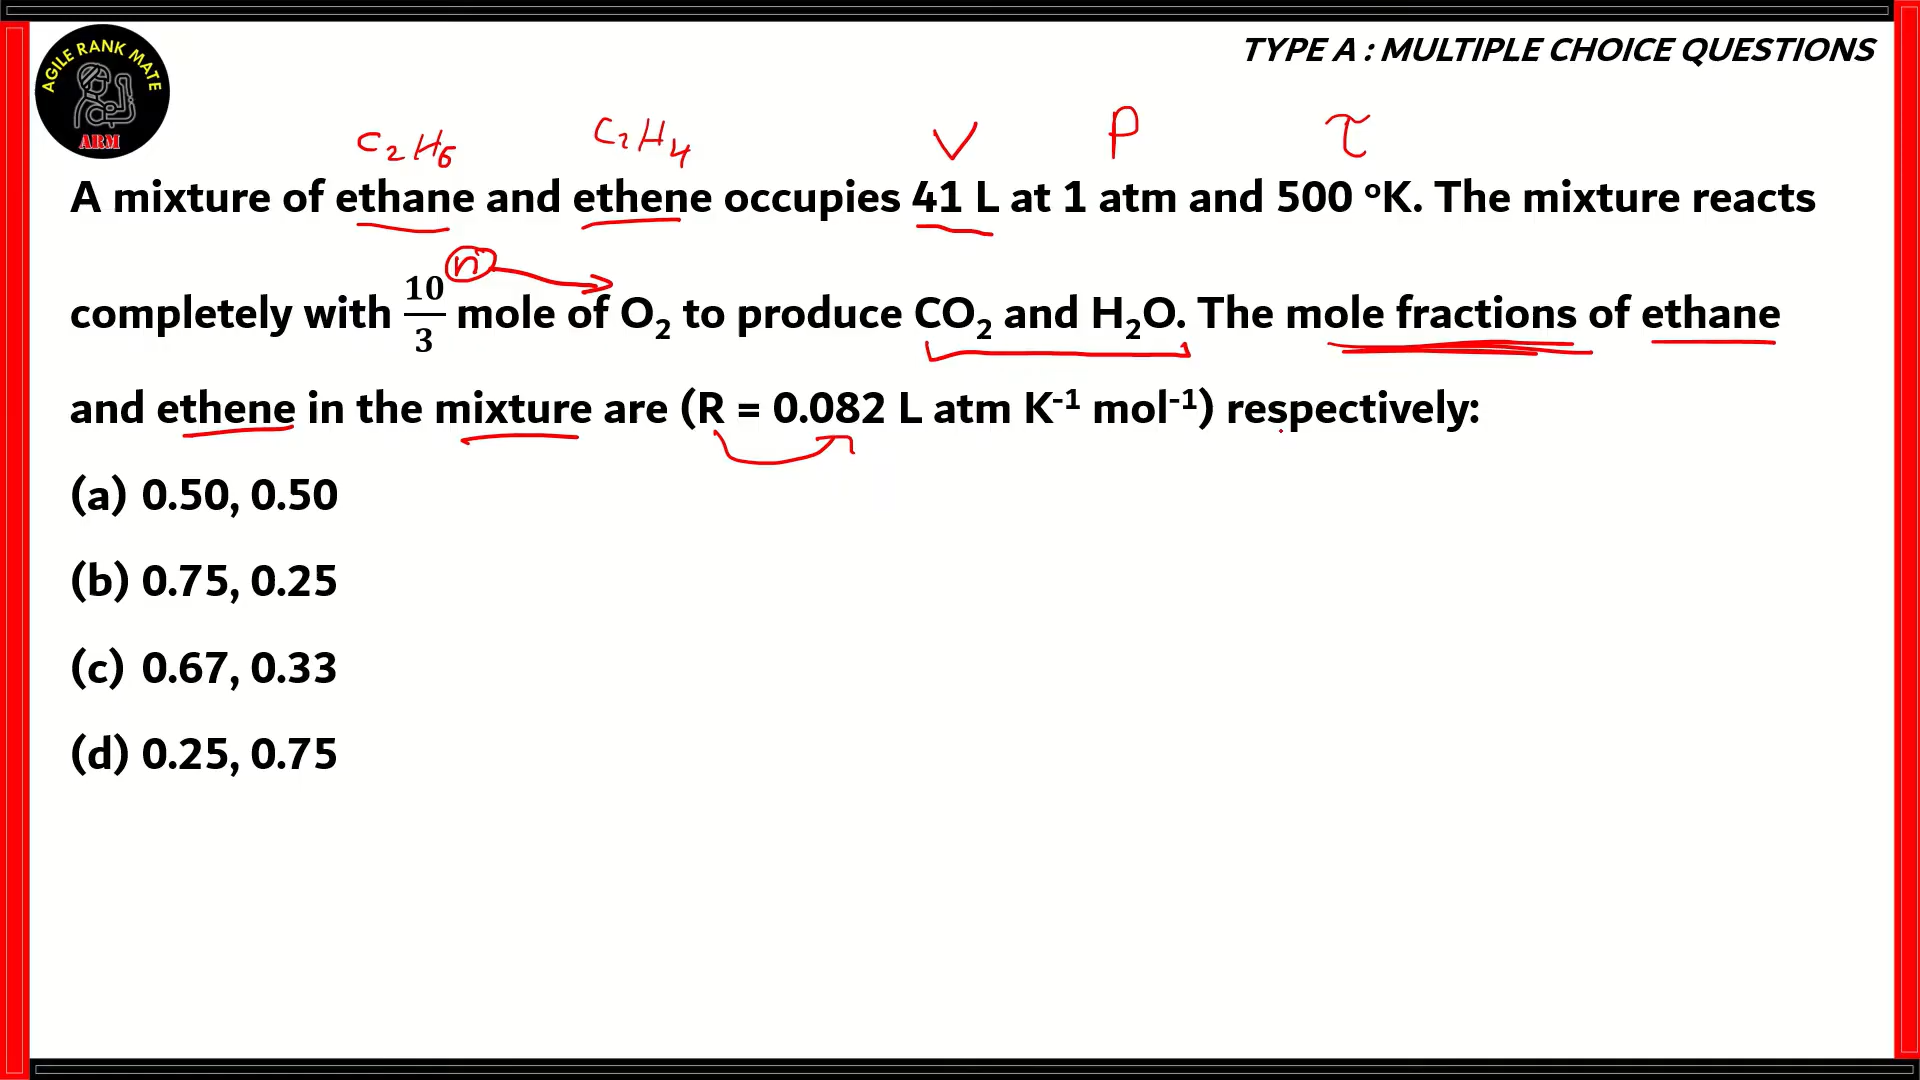 AGILE RANK MATE
ARM
TYPE A : MULTIPLE CHOICE QUESTIONS
C2H6 C2H4 V P T
A mixture of ethane and ethene occupies 41 L at 1 atm and 500 ᵒK. The mixture reacts
n
completely with 10/3 mole of O₂ to produce CO₂ and H₂O. The mole fractions of ethane
and ethene in the mixture are (R = 0.082 L atm K⁻¹ mol⁻¹) respectively:
(a) 0.50, 0.50
(b) 0.75, 0.25
(c) 0.67, 0.33
(d) 0.25, 0.75